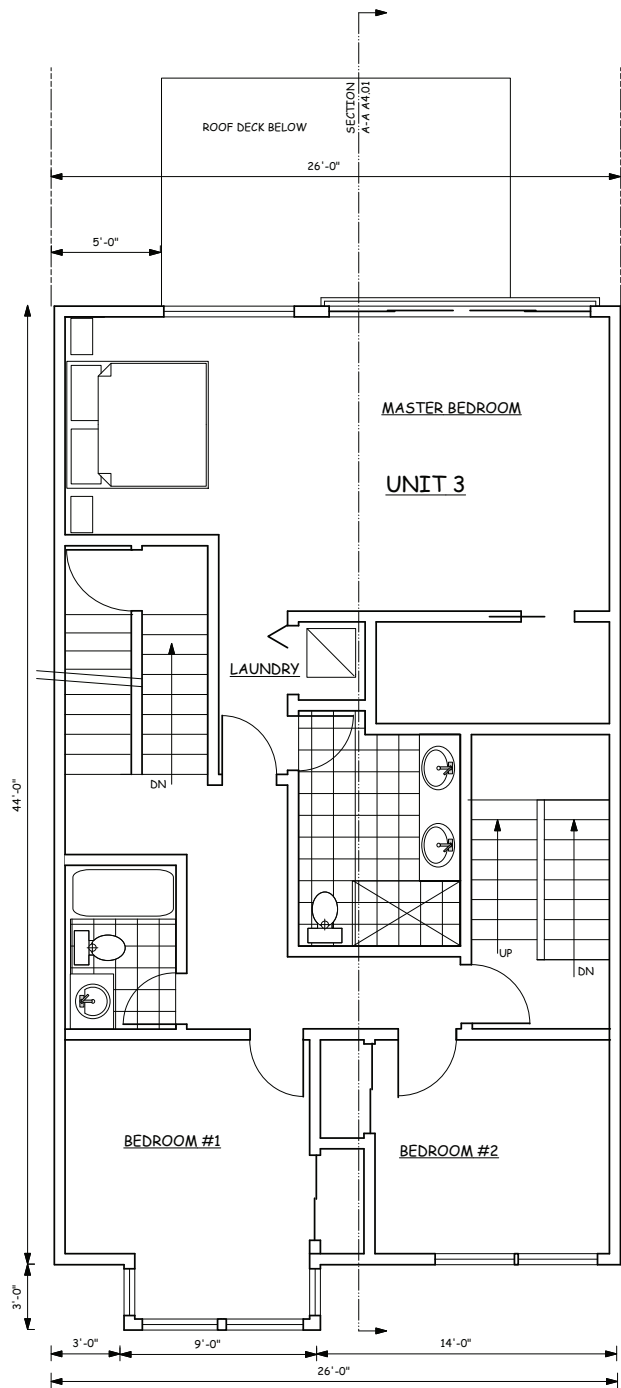 ROOF DECK BELOW
SECTION
A-A A4.01
26'-0"
5'-0"
MASTER BEDROOM
UNIT 3
LAUNDRY
DN
44'-0"
UP
DN
BEDROOM #1
BEDROOM #2
3'-0"
3'-0"
9'-0"
14'-0"
26'-0"